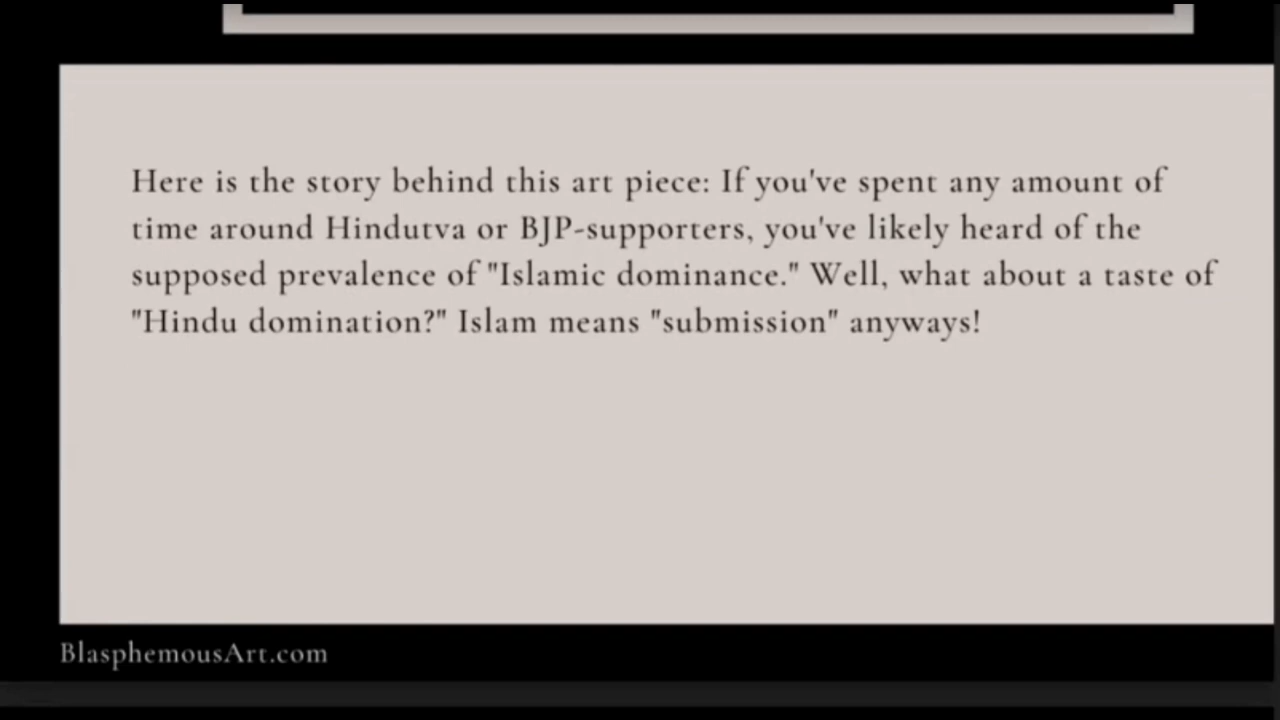 Here is the story behind this art piece: If you've spent any amount of
time around Hindutva or BJP-supporters, you've likely heard of the
supposed prevalence of "Islamic dominance." Well, what about a taste of
"Hindu domination?" Islam means "submission" anyways!
BlasphemousArt.com